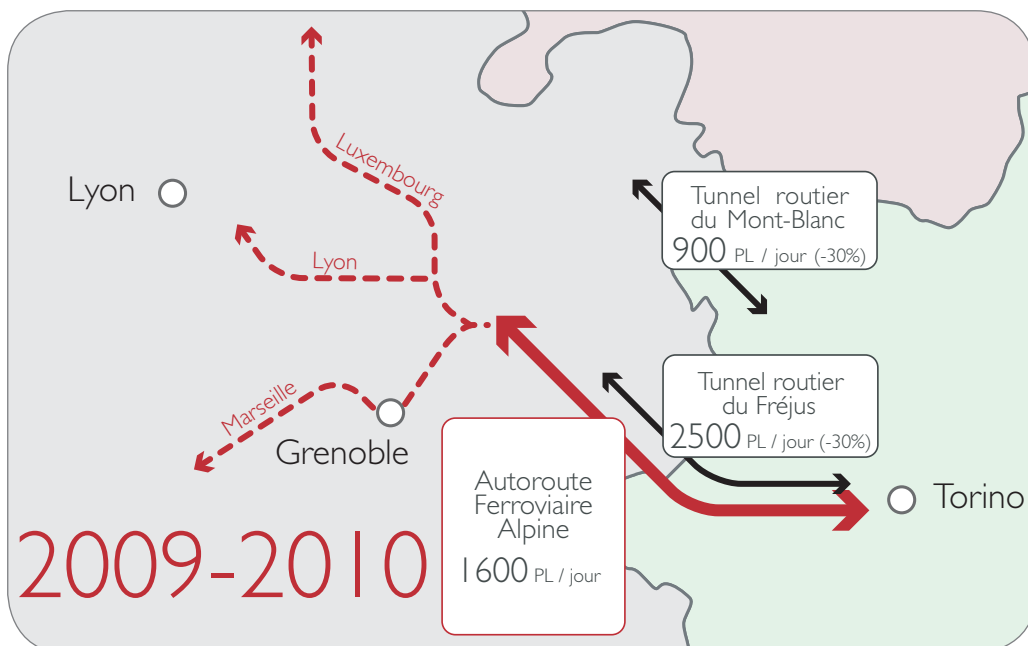 Luxembourg
Lyon
Lyon
Marseille
Grenoble
Tunnel routier
du Mont-Blanc
900 PL / jour (-30%)
Tunnel routier
du Fréjus
2500 PL / jour (-30%)
Torino
Autoroute
Ferroviaire
Alpine
1600 PL / jour
2009-2010